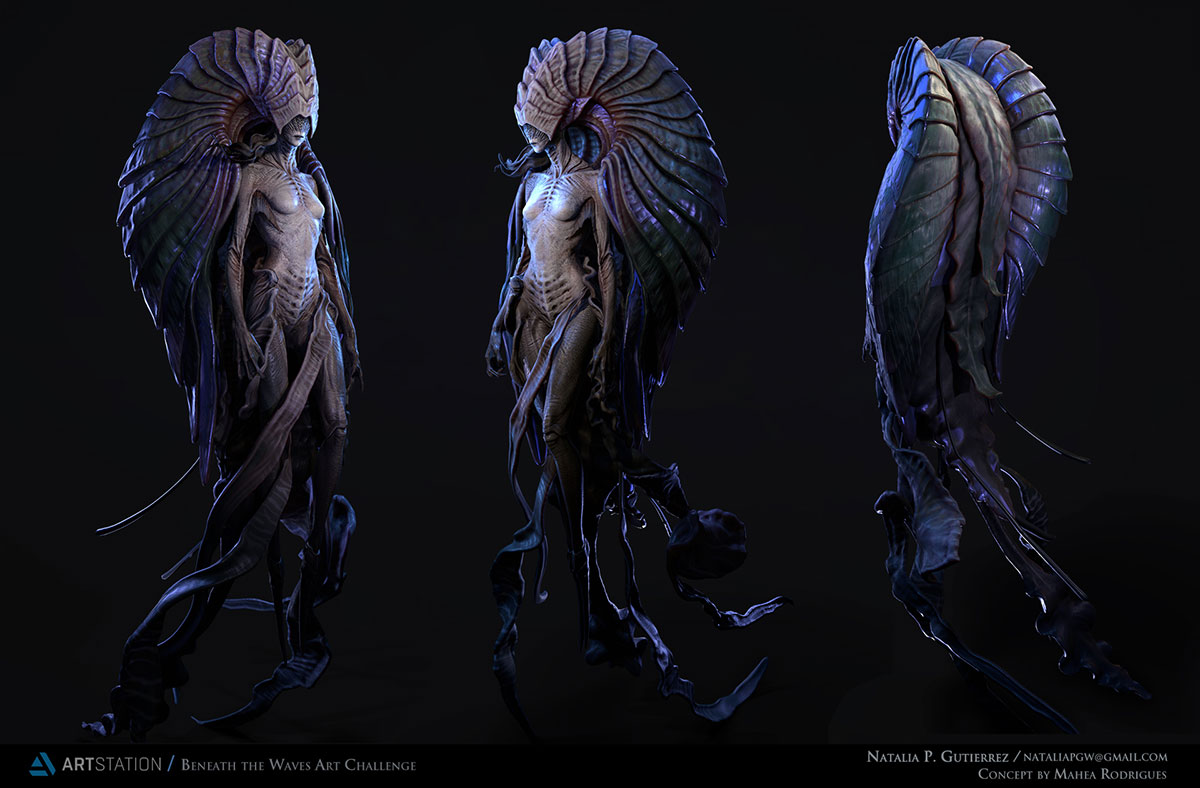 ARTSTATION / BENEATH THE WAVES ART CHALLENGE
NATALIA P. GUTIERREZ / NATALIAPGW@GMAIL.COM
CONCEPT BY MAHEA RODRIGUES